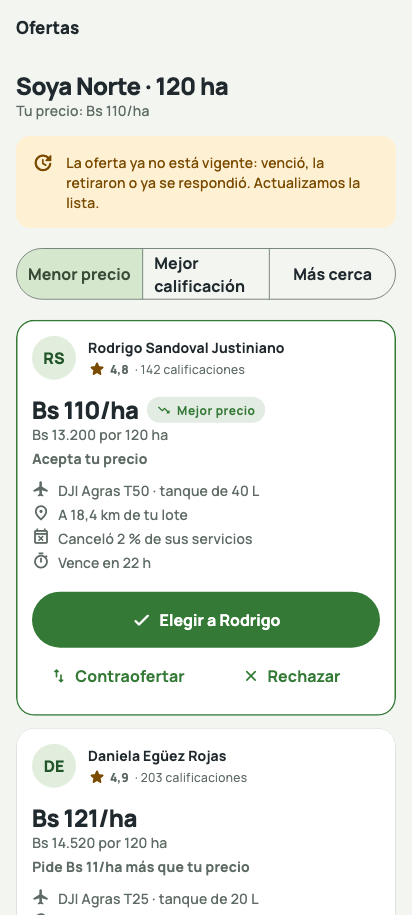 Ofertas
Soya Norte · 120 ha
Tu precio: Bs 110/ha
La oferta ya no está vigente: venció, la
retiraron o ya se respondió. Actualizamos la
lista.
Menor precio
Mejor
calificación
Más cerca
RS
Rodrigo Sandoval Justiniano
4,8 · 142 calificaciones
Bs 110/ha
Mejor precio
Bs 13.200 por 120 ha
Acepta tu precio
DJI Agras T50 · tanque de 40 L
A 18,4 km de tu lote
Canceló 2 % de sus servicios
Vence en 22 h
Elegir a Rodrigo
Contraofertar
Rechazar
DE
Daniela Egüez Rojas
4,9 · 203 calificaciones
Bs 121/ha
Bs 14.520 por 120 ha
Pide Bs 11/ha más que tu precio
DJI Agras T25 · tanque de 20 L